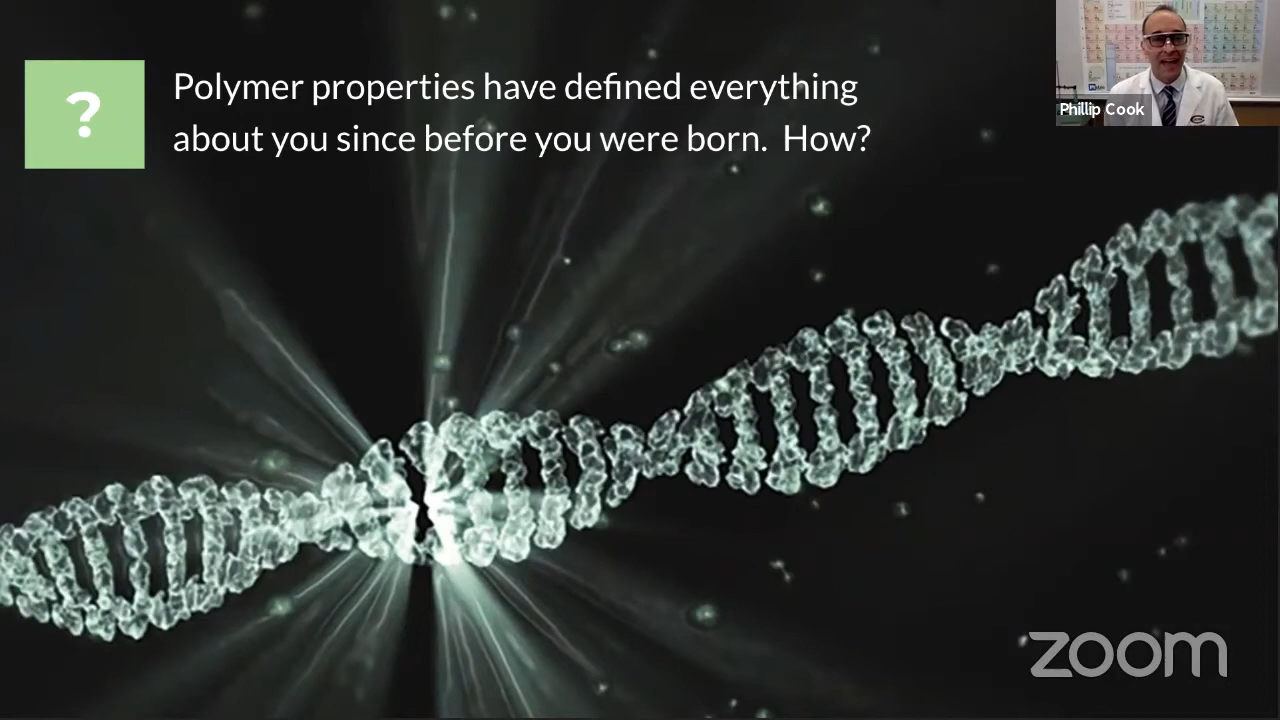 ?
Polymer properties have defined everything
about you since before you were born.  How?
Phillip Cook
zoom